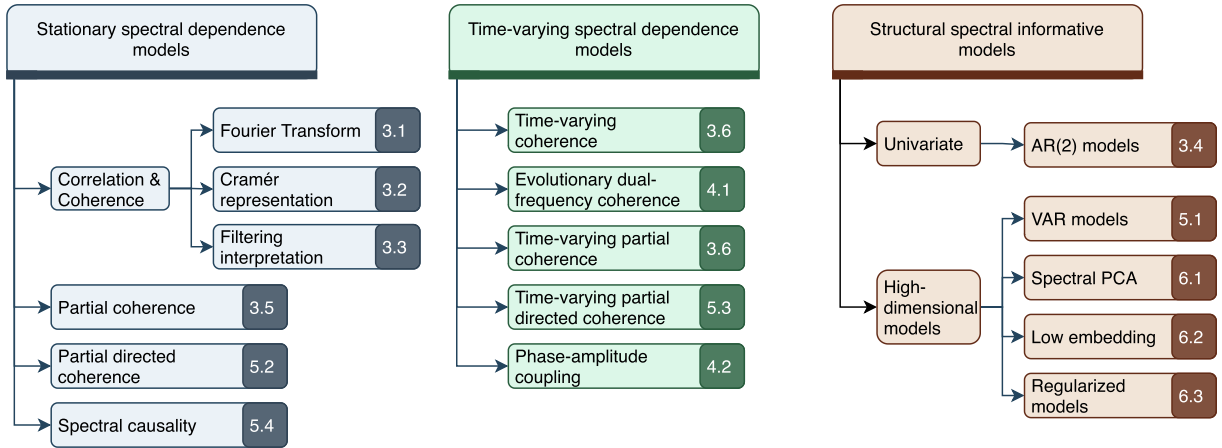 Stationary spectral dependence
models
Correlation &
Coherence
Fourier Transform 3.1
Cramér
representation
3.2
Filtering
interpretation
3.3
Partial coherence 3.5
Partial directed
coherence
5.2
Spectral causality 5.4
Time-varying spectral dependence
models
Time-varying
coherence
3.6
Evolutionary dual-
frequency coherence
4.1
Time-varying partial
coherence
3.6
Time-varying partial
directed coherence
5.3
Phase-amplitude
coupling
4.2
Structural spectral informative
models
Univariate
AR(2) models 3.4
High-
dimensional
models
VAR models 5.1
Spectral PCA 6.1
Low embedding 6.2
Regularized
models
6.3